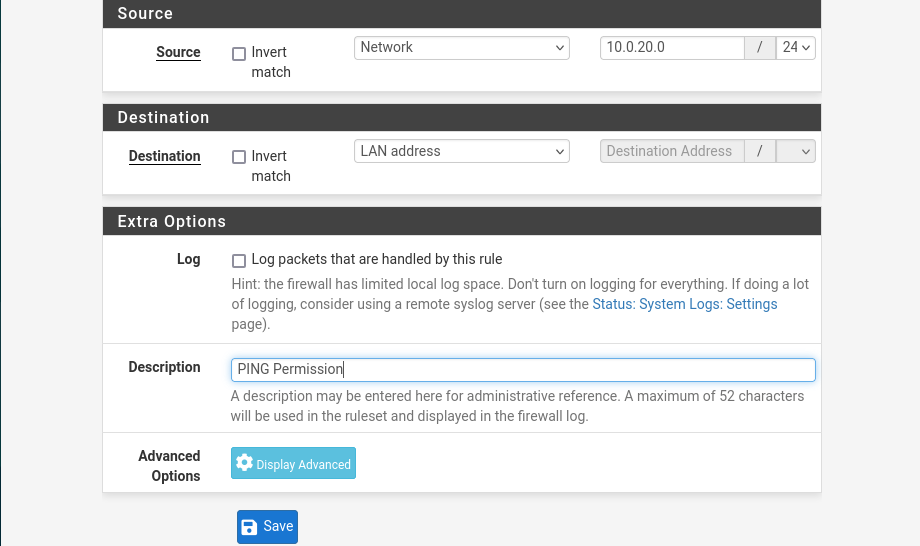 Source
Source
Invert match
Network
10.0.20.0
/
24
Destination
Destination
Invert match
LAN address
Destination Address
/
Extra Options
Log
Log packets that are handled by this rule
Hint: the firewall has limited local log space. Don't turn on logging for everything. If doing a lot
of logging, consider using a remote syslog server (see the Status: System Logs: Settings
page).
Description
PING Permission
A description may be entered here for administrative reference. A maximum of 52 characters
will be used in the ruleset and displayed in the firewall log.
Advanced
Options
Display Advanced
Save